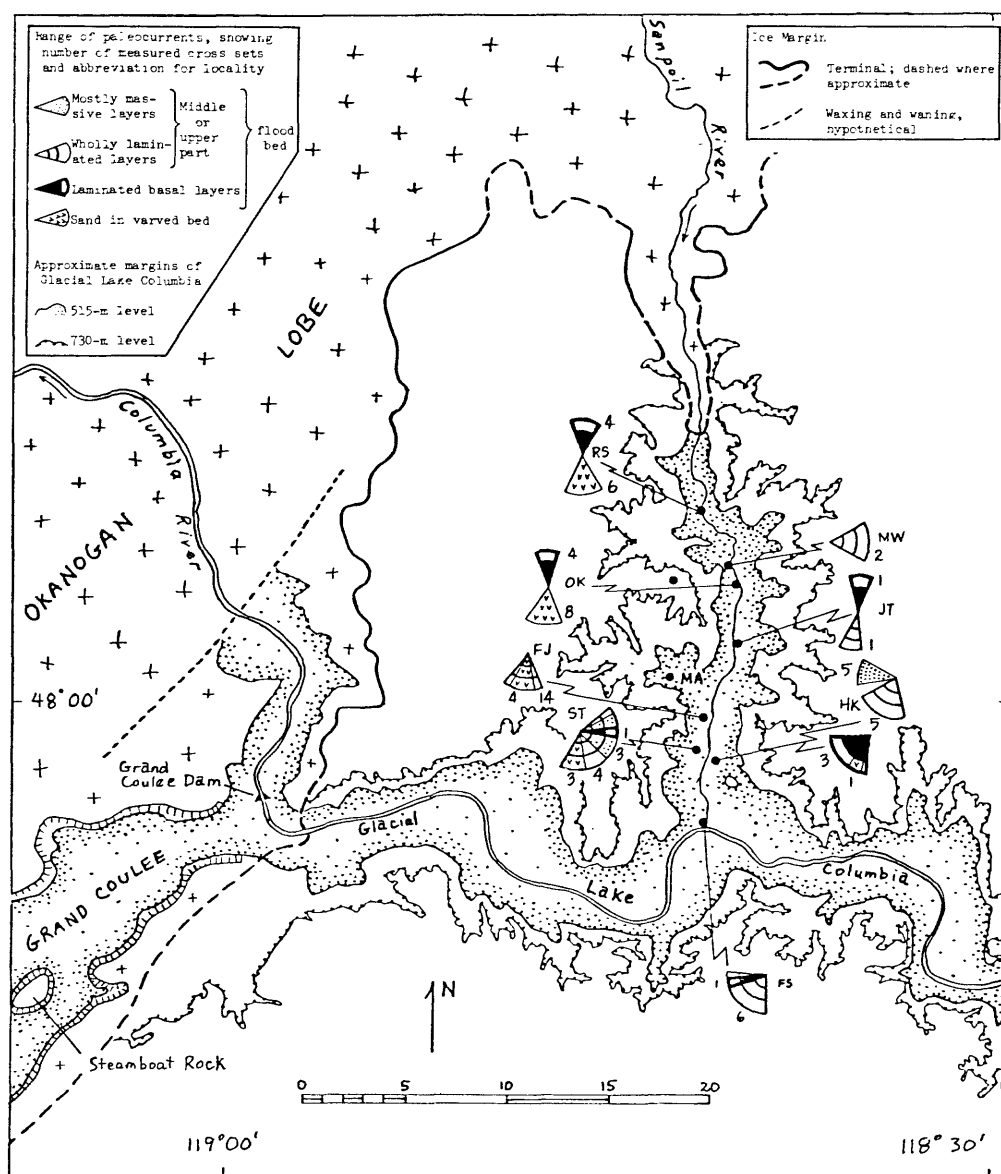 Range of paleocurrents, showing
number of measured cross sets
and abbreviation for locality
Mostly mas-
sive layers
Wholly lamin-
ated layers
Middle
or
upper
part
flood
bed
Laminated basal layers
Sand in varved bed
Approximate margins of
Glacial Lake Columbia
515-m level
730-m level
Ice Margin
Terminal; dashed where
approximate
Waxing and waning,
hypothetical
Sanpoil
River
LOBE
OKANOGAN
Columbia
River
4
RS
6
MW
2
4
OK
8
1
JT
1
FJ
4 14
MA
5
HK
5
ST
1
3
3 4
3
1
48°00'
Grand
Coulee Dam
Glacial
Lake
Columbia
GRAND COULEE
1
FS
6
N
Steamboat Rock
0 5 10 15 20
119°00'
118°30'